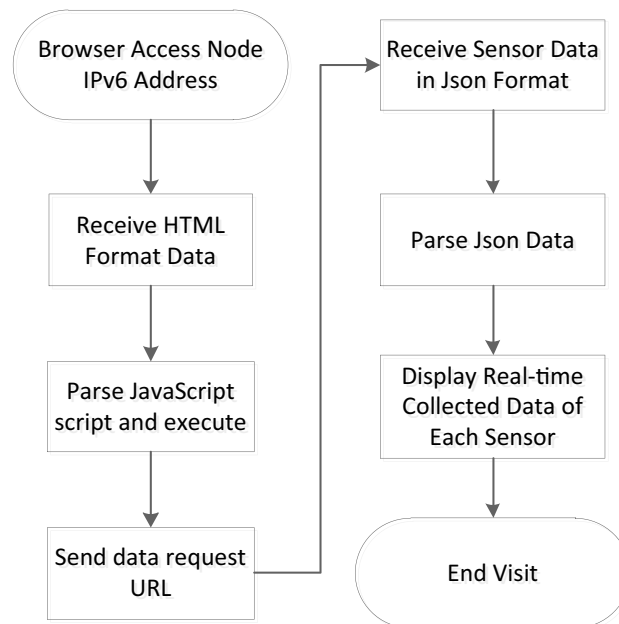 Browser Access Node
IPv6 Address
Receive HTML
Format Data
Parse JavaScript
script and execute
Send data request
URL
Receive Sensor Data
in Json Format
Parse Json Data
Display Real-time
Collected Data of
Each Sensor
End Visit